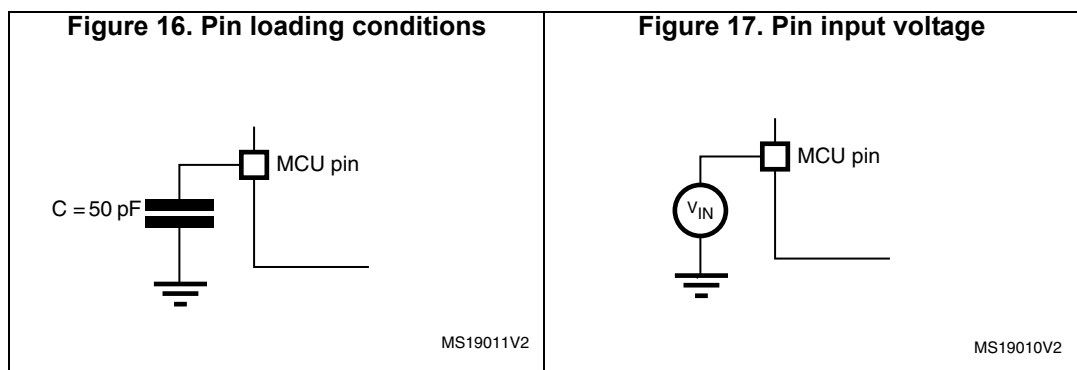 Figure 16. Pin loading conditions
MCU pin
C = 50 pF
MS19011V2
Figure 17. Pin input voltage
MCU pin
VIN
MS19010V2